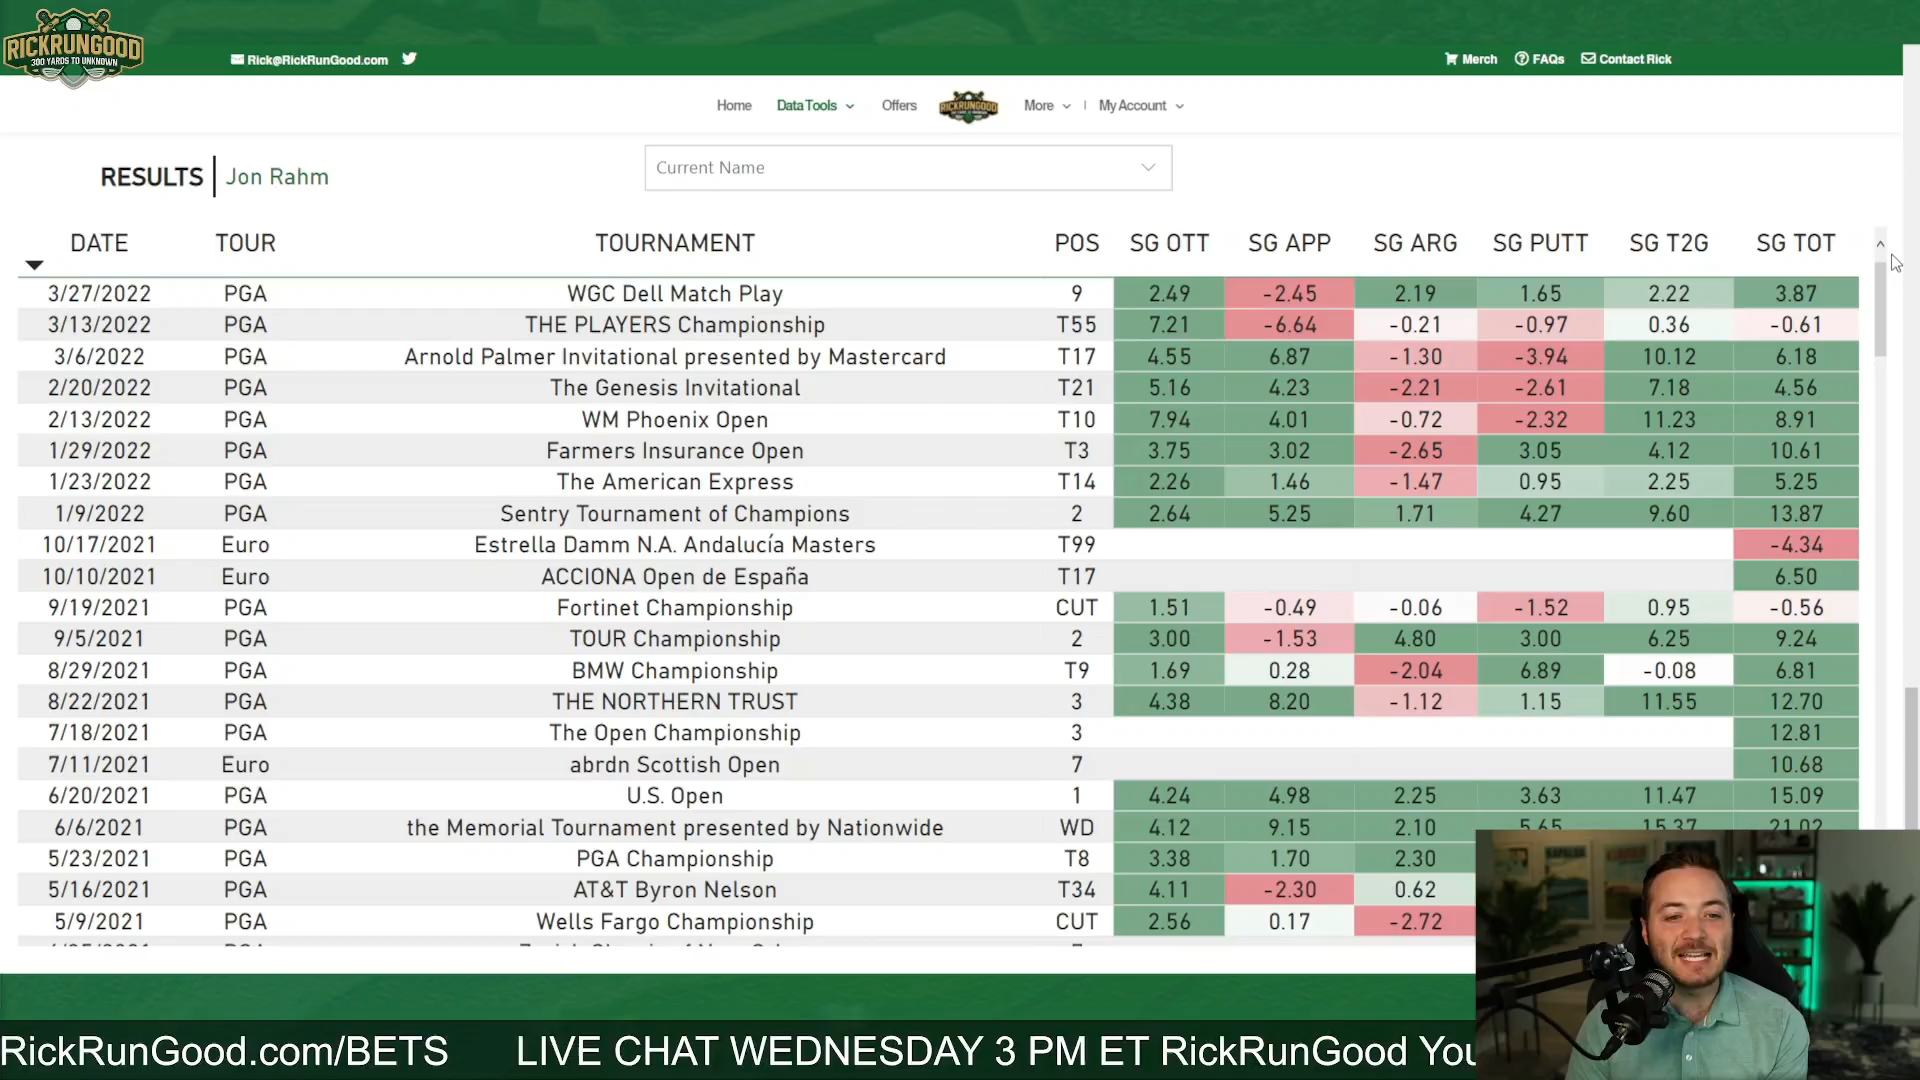 RICKRUNGOOD
300 YARDS TO UNKNOWN
Rick@RickRunGood.com
Merch FAQs Contact Rick
Home Data Tools Offers RICKRUNGOOD More | My Account
RESULTS | Jon Rahm
Current Name
DATE TOUR TOURNAMENT POS SG OTT SG APP SG ARG SG PUTT SG T2G SG TOT
3/27/2022 PGA WGC Dell Match Play 9 2.49 -2.45 2.19 1.65 2.22 3.87
3/13/2022 PGA THE PLAYERS Championship T55 7.21 -6.64 -0.21 -0.97 0.36 -0.61
3/6/2022 PGA Arnold Palmer Invitational presented by Mastercard T17 4.55 6.87 -1.30 -3.94 10.12 6.18
2/20/2022 PGA The Genesis Invitational T21 5.16 4.23 -2.21 -2.61 7.18 4.56
2/13/2022 PGA WM Phoenix Open T10 7.94 4.01 -0.72 -2.32 11.23 8.91
1/29/2022 PGA Farmers Insurance Open T3 3.75 3.02 -2.65 3.05 4.12 10.61
1/23/2022 PGA The American Express T14 2.26 1.46 -1.47 0.95 2.25 5.25
1/9/2022 PGA Sentry Tournament of Champions 2 2.64 5.25 1.71 4.27 9.60 13.87
10/17/2021 Euro Estrella Damm N.A. Andalucía Masters T99 -4.34
10/10/2021 Euro ACCIONA Open de España T17 6.50
9/19/2021 PGA Fortinet Championship CUT 1.51 -0.49 -0.06 -1.52 0.95 -0.56
9/5/2021 PGA TOUR Championship 2 3.00 -1.53 4.80 3.00 6.25 9.24
8/29/2021 PGA BMW Championship T9 1.69 0.28 -2.04 6.89 -0.08 6.81
8/22/2021 PGA THE NORTHERN TRUST 3 4.38 8.20 -1.12 1.15 11.55 12.70
7/18/2021 PGA The Open Championship 3 12.81
7/11/2021 Euro abrdn Scottish Open 7 10.68
6/20/2021 PGA U.S. Open 1 4.24 4.98 2.25 3.63 11.47 15.09
6/6/2021 PGA the Memorial Tournament presented by Nationwide WD 4.12 9.15 2.10 5.65 15.37 21.02
5/23/2021 PGA PGA Championship T8 3.38 1.70 2.30
5/16/2021 PGA AT&T Byron Nelson T34 4.11 -2.30 0.62
5/9/2021 PGA Wells Fargo Championship CUT 2.56 0.17 -2.72
RickRunGood.com/BETS LIVE CHAT WEDNESDAY 3 PM ET RickRunGood You